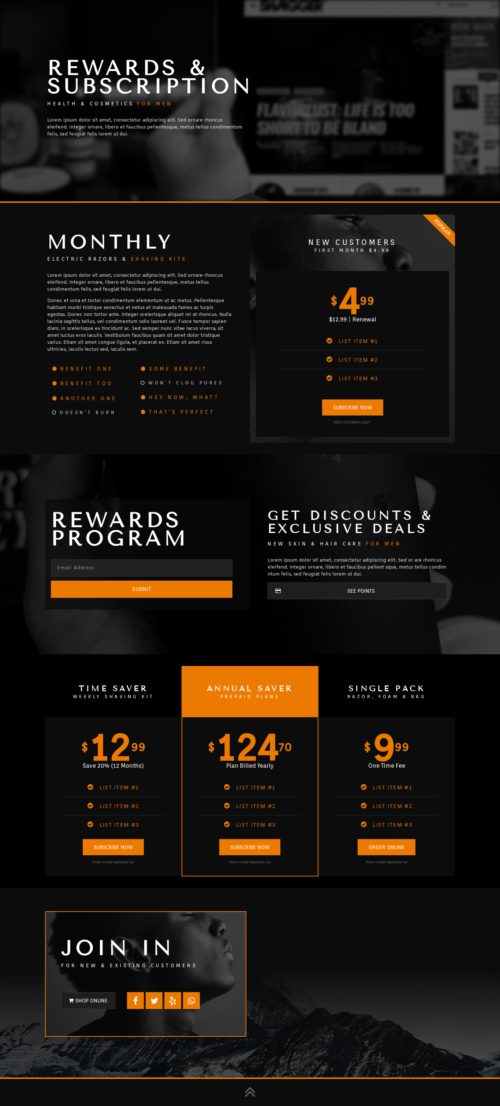 SWAGGER
FLAVORLUST: LIFE IS TOO
SHORT TO BE BLAND
REWARDS &
SUBSCRIPTION
HEALTH & COSMETICS FOR MEN
Lorem ipsum dolor sit amet, consectetur adipiscing elit. Sed or are rhoncus
eleifend. Integer ornare, libero et faucibus pellentesque, metus tellus condimentum
felis, sed feugiat felis lorem ut dui.
MONTHLY
ELECTRIC RAZORS & SHAVING KITS
Lorem ipsum dolor sit amet, consectetur adipiscing elit. Sed or are rhoncus
eleifend. Integer ornare, libero et faucibus pellentesque, metus tellus condimentum
felis, sed feugiat felis lorem ut dui.
Donec et urna et tortor condimentum elementum ut ac metus. Pellentesque
habitant morbi tristique senectus et netus et malesuada fames ac turpis
egestas. Donec non tortor ante. Integer scelerisque aliquet mi at rhoncus. Nulla
lacinia sagittis tellus, vel condimentum odio laoreet vel. Fusce tempor sapien
diam, in scelerisque ex tincidunt ac. Sed semper nunc vitae lacus viverra, sit
amet luctus eros iaculis. Vestibulum faucibus quam sit amet dolor tristique
varius. Etiam sit amet congue ligula, et placerat ex. Etiam sit amet risus
ultricies, iaculis lectus sed, iaculis sem.
BENEFIT ONE
SOME BENEFIT
BENEFIT TQO
WON'T CLOG PORES
ANOTHER ONE
HEY NOW, WHAT?
DOESN'T BURN
THAT'S PERFECT
POPULAR
NEW CUSTOMERS
FIRST MONTH $4.99
$4 99
$12.99 | Renewal
LIST ITEM #1
LIST ITEM #2
LIST ITEM #3
SUBSCRIBE NOW
NEW CUSTOMERS ONLY!
REWARDS
PROGRAM
Email Address
SUBMIT
GET DISCOUNTS &
EXCLUSIVE DEALS
NEW SKIN & HAIR CARE FOR MEN
Lorem ipsum dolor sit amet, consectetur adipiscing elit. Sed or are rhoncus
eleifend. Integer ornare, libero et faucibus pellent sque, metus tellus condim
ntum felis, sed feugiat felis lorem ut dui.
SEE POINTS
TIME SAVER
WEEKLY SHAVING KIT
$12 99
Save 20% (12 Months)
LIST ITEM #1
LIST ITEM #2
LIST ITEM #3
SUBSCRIBE NOW
Prices Include Applicable Tax.
ANNUAL SAVER
PREPAID PLANS
$124 70
Plan Billed Yearly
LIST ITEM #1
LIST ITEM #2
LIST ITEM #3
SUBSCRIBE NOW
Prices Include Applicable Tax.
SINGLE PACK
RAZOR, FOAM & BAG
$9 99
One Time Fee
LIST ITEM #1
LIST ITEM #2
LIST ITEM #3
ORDER ONLINE
Prices Include Applicable Tax.
JOIN IN
FOR NEW & EXISTING CUSTOMERS
SHOP ONLINE